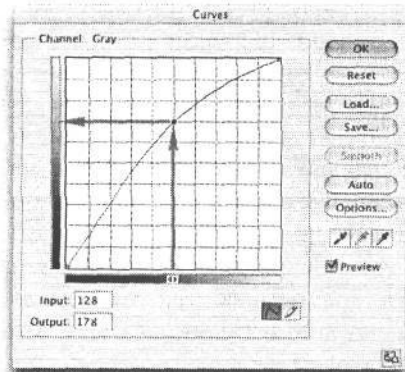 Curves
Channel: Gray
OK
Reset
Load...
Save...
Smooth
Auto
Options...
Preview
Input: 128
Output: 178